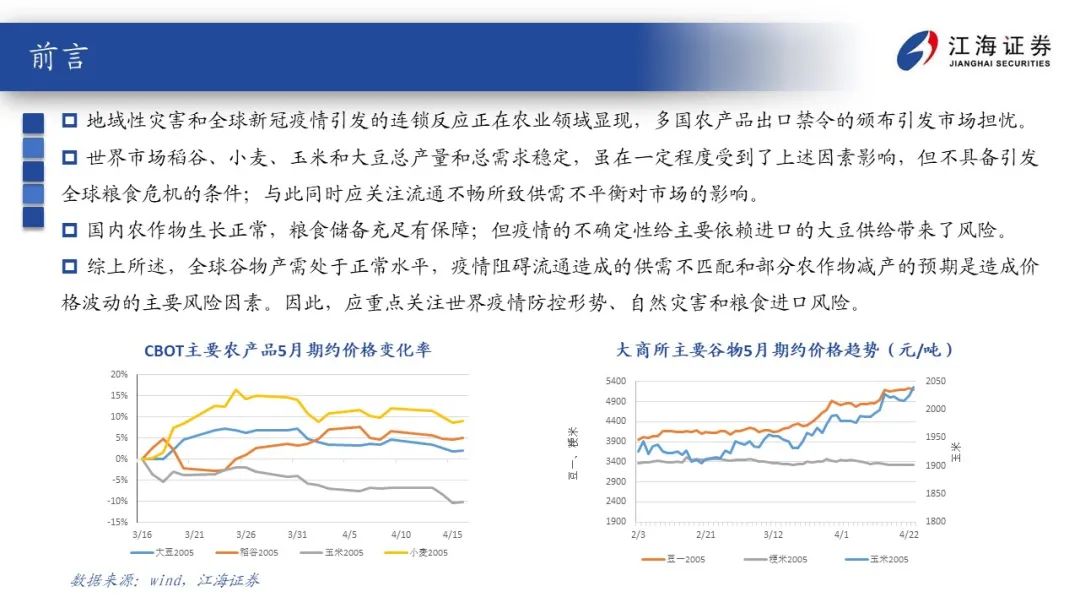 前言
江海证券
JIANGHAI SECURITIES
地域性灾害和全球新冠疫情引发的连锁反应正在农业领域显现，多国农产品出口禁令的颁布引发市场担忧。
世界市场稻谷、小麦、玉米和大豆总产量和总需求稳定，虽在一定程度受到了上述因素影响，但不具备引发
全球粮食危机的条件；与此同时应关注流通不畅所致供需不平衡对市场的影响。
国内农作物生长正常，粮食储备充足有保障；但疫情的不确定性给主要依赖进口的大豆供给带来了风险。
综上所述，全球谷物产需处于正常水平，疫情阻碍流通造成的供需不匹配和部分农作物减产的预期是造成价
格波动的主要风险因素。因此，应重点关注世界疫情防控形势、自然灾害和粮食进口风险。
CBOT主要农产品5月期约价格变化率
20%
15%
10%
5%
0%
-5%
-10%
-15%
3/16 3/21 3/26 3/31 4/5 4/10 4/15
大豆2005 稻谷2005 玉米2005 小麦2005
大商所主要谷物5月期约价格趋势（元/吨）
豆一、粳米
5400
4900
4400
3900
3400
2900
2400
1900
2050
2000
1950
1900
1850
1800
玉米
2/3 2/21 3/12 4/1 4/22
豆一2005 粳米2005 玉米2005
数据来源：wind，江海证券